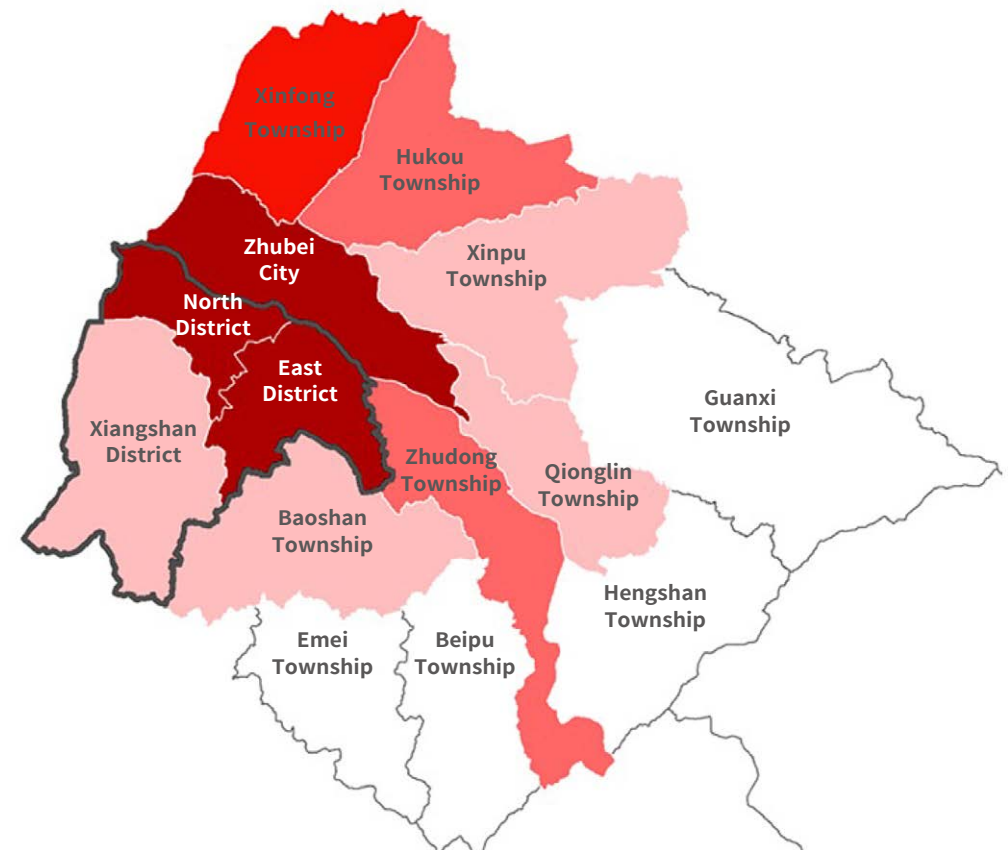 Xinfong
Township
Hukou
Township
Zhubei
City
Xinpu
Township
North
District
East
District
Guanxi
Township
Xiangshan
District
Zhudong
Township
Qionglin
Township
Baoshan
Township
Hengshan
Township
Emei
Township
Beipu
Township